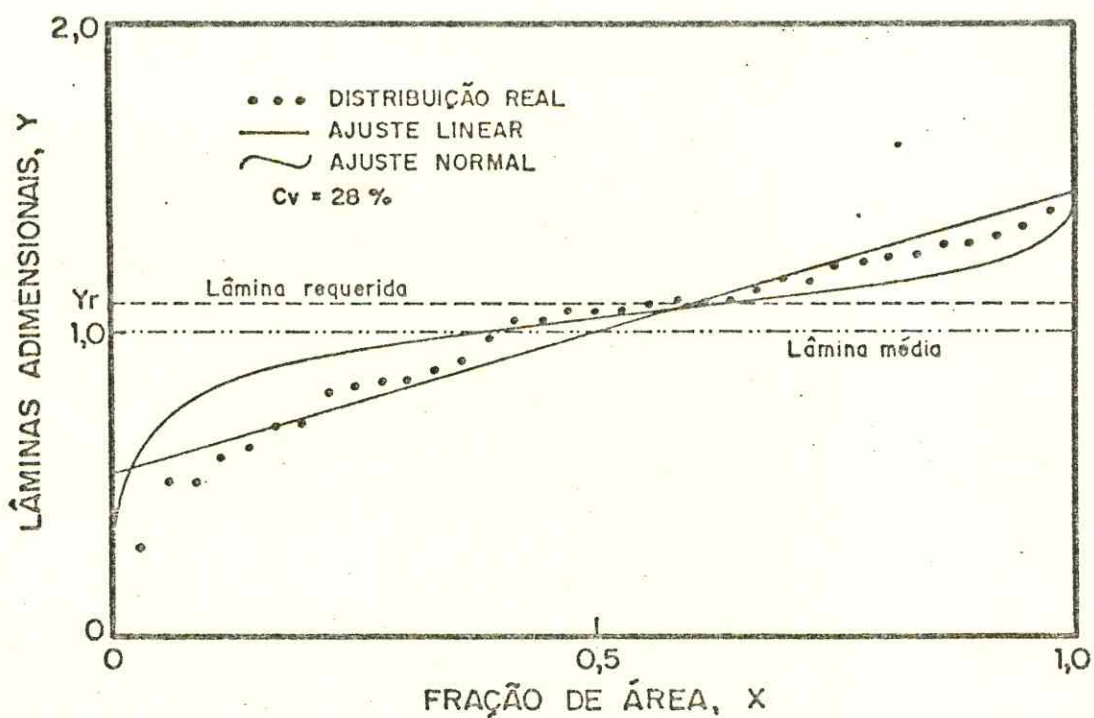 2,0
• • • DISTRIBUIÇÃO REAL
AJUSTE LINEAR
AJUSTE NORMAL
Cv = 28 %
LÂMINAS ADIMENSIONAIS, Y
Lâmina requerida
Yr
1,0
Lâmina média
0
0
0,5
1,0
FRAÇÃO DE ÁREA, X